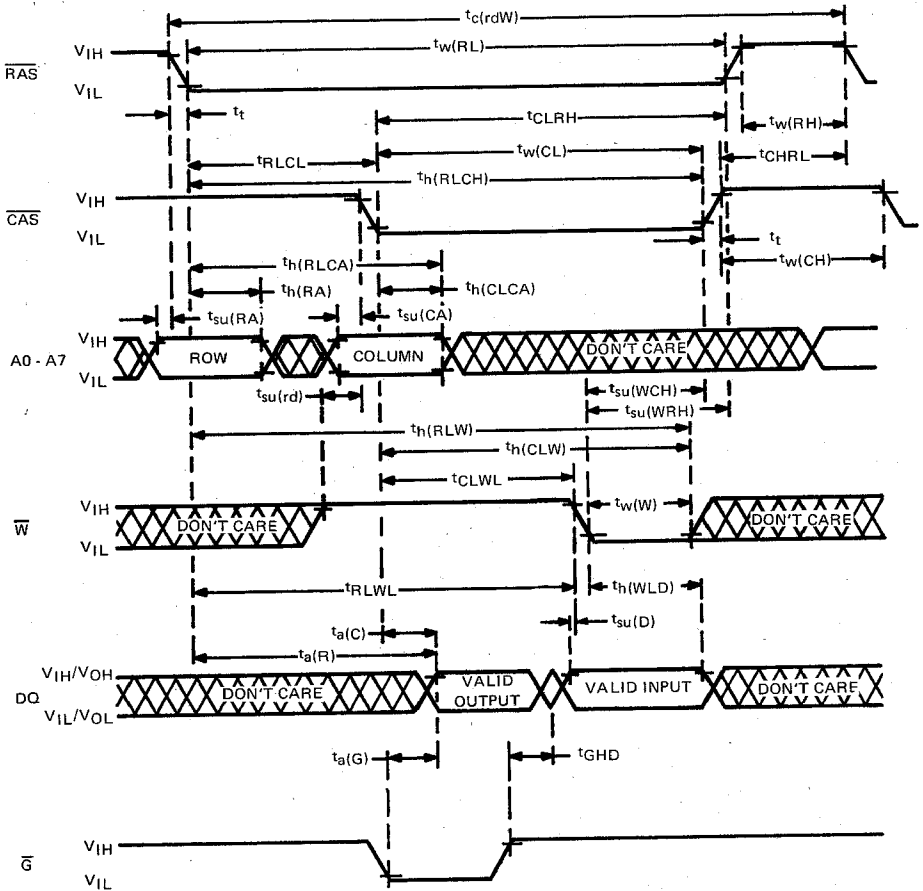 tc(rdW)
VIH
tw(RL)
RAS
VIL
tt
tCLRH
tw(RH)
tRLCL
tw(CL)
tCHRL
th(RLCH)
VIH
CAS
VIL
tt
th(RLCA)
tw(CH)
th(RA)
th(CLCA)
tsu(RA)
tsu(CA)
VIH
A0 - A7
ROW
COLUMN
DON'T CARE
VIL
tsu(rd)
tsu(WCH)
tsu(WRH)
th(RLW)
th(CLW)
tCLWL
VIH
W
DON'T CARE
tw(W)
DON'T CARE
VIL
tRLWL
th(WLD)
ta(C)
tsu(D)
ta(R)
VIH/VOH
DQ
DON'T CARE
VALID OUTPUT
VALID INPUT
DON'T CARE
VIL/VOL
ta(G)
tGHD
VIH
G
VIL